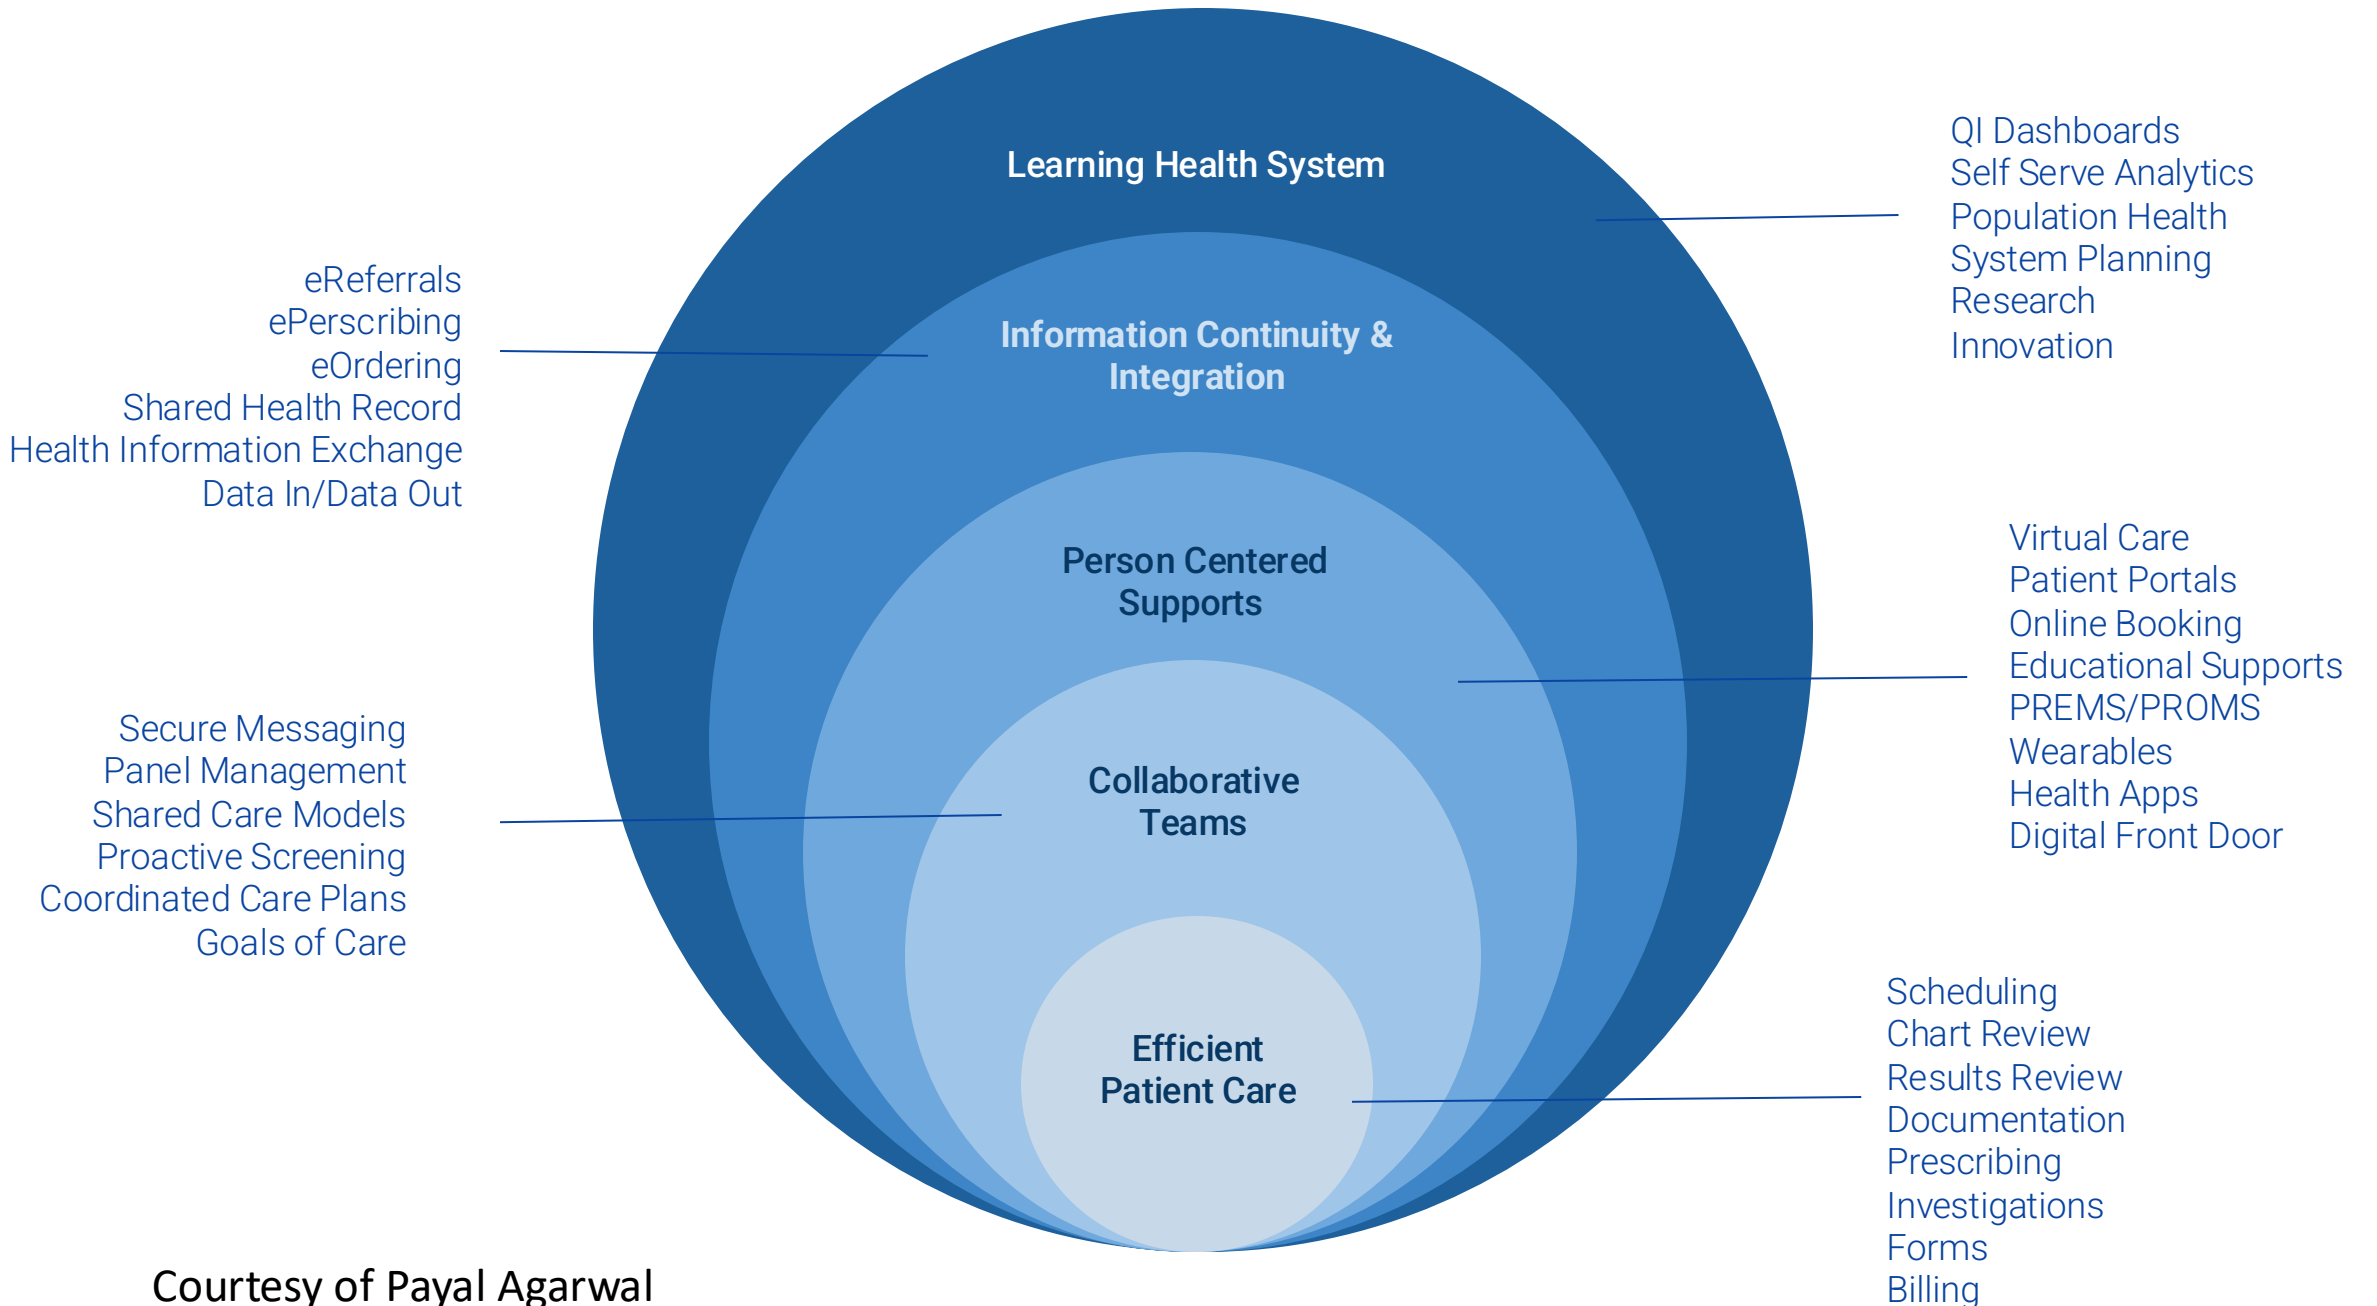 Learning Health System
Information Continuity &
Integration
Person Centered
Supports
Collaborative
Teams
Efficient
Patient Care
eReferrals
ePerscribing
eOrdering
Shared Health Record
Health Information Exchange
Data In/Data Out
Secure Messaging
Panel Management
Shared Care Models
Proactive Screening
Coordinated Care Plans
Goals of Care
QI Dashboards
Self Serve Analytics
Population Health
System Planning
Research
Innovation
Virtual Care
Patient Portals
Online Booking
Educational Supports
PREMS/PROMS
Wearables
Health Apps
Digital Front Door
Scheduling
Chart Review
Results Review
Documentation
Prescribing
Investigations
Forms
Billing
Courtesy of Payal Agarwal